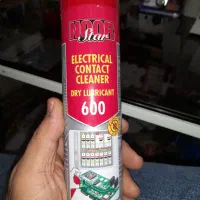 Star
ELECTRICAL
CONTACT
CLEANER
DRY LUBRICANT
600